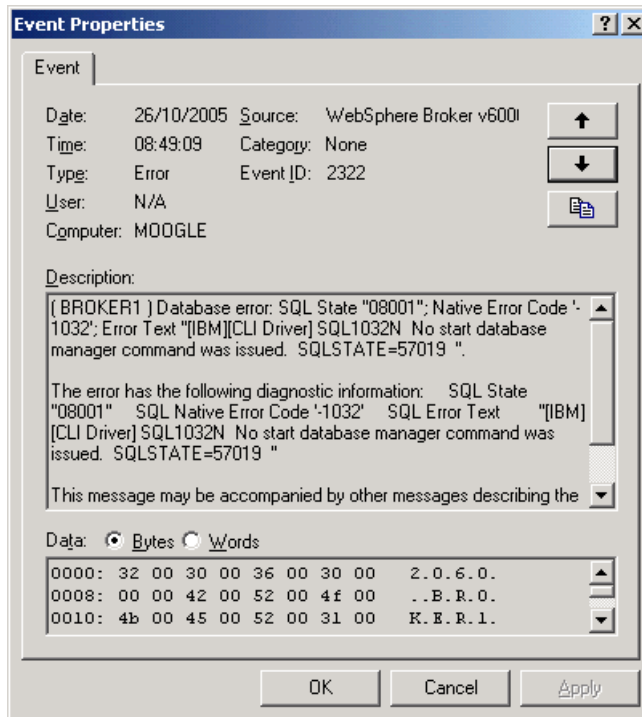 Event Properties
Event
Date: 26/10/2005 Source: WebSphere Broker v600
Time: 08:49:09 Category: None
Type: Error Event ID: 2322
User: N/A
Computer: MOOGLE
Description:
( BROKER1 ) Database error: SQL State "08001"; Native Error Code '-
1032'; Error Text "[IBM][CLI Driver] SQL1032N  No start database
manager command was issued.  SQLSTATE=57019  ".
The error has the following diagnostic information:     SQL State
"08001"     SQL Native Error Code '-1032'     SQL Error Text     "[IBM]
[CLI Driver] SQL1032N  No start database manager command was
issued.  SQLSTATE=57019  "
This message may be accompanied by other messages describing the
Data: Bytes Words
0000: 32 00 30 00 36 00 30 00   2.0.6.0.
0008: 00 00 42 00 52 00 4f 00   ..B.R.O.
0010: 4b 00 45 00 52 00 31 00   K.E.R.1.
OK Cancel Apply